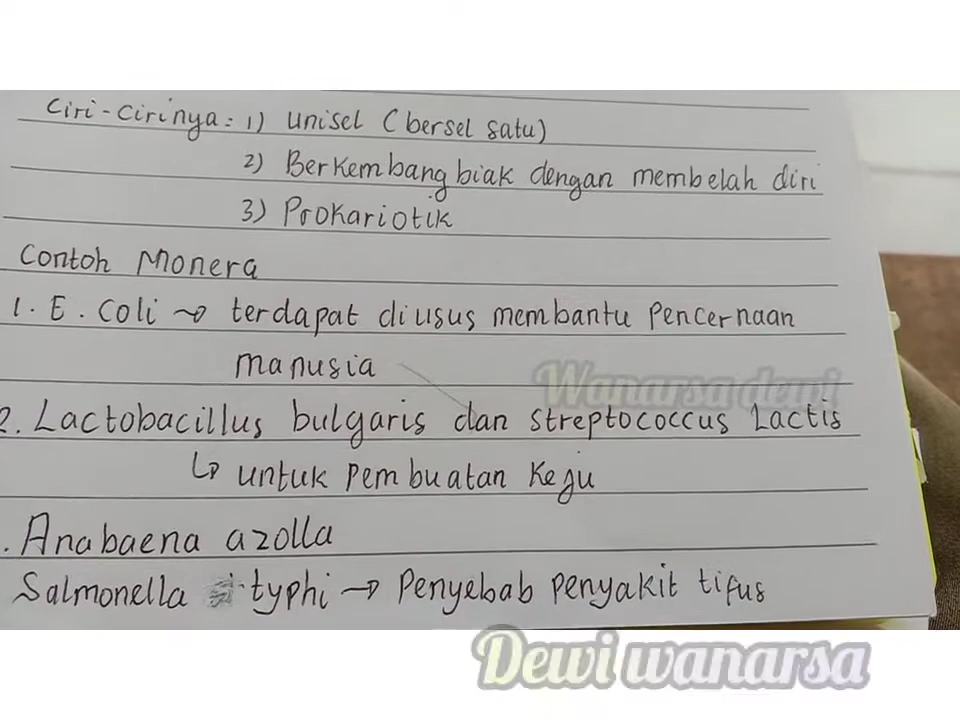 Ciri-cirinya: 1) Unisel (bersel satu)
2) Berkembang biak dengan membelah diri
3) Prokariotik
Contoh Monera
1. E. Coli → terdapat diusus membantu Pencernaan
manusia
Wanarsa dewi
2. Lactobacillus bulgaris dan Streptococcus Lactis
↳ untuk Pembuatan Keju
. Anabaena azolla
Salmonella typhi → Penyebab penyakit tifus
Dewi wanarsa